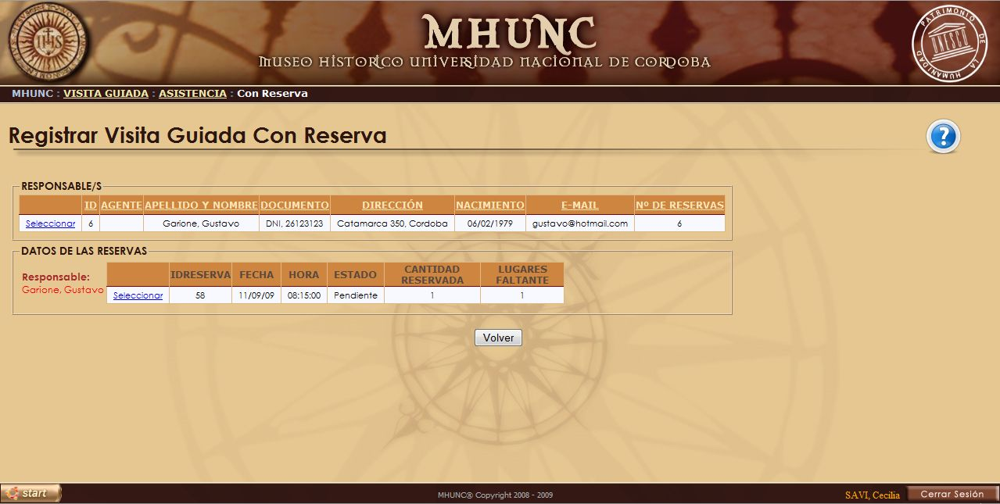 MHUNC
MUSEO HISTORICO UNIVERSIDAD NACIONAL DE CORDOBA
PATRIMONIO DE LA HUMANIDAD
UNESCO
IHS
MHUNC : VISITA GUIADA : ASISTENCIA : Con Reserva
Registrar Visita Guiada Con Reserva
?
RESPONSABLE/S
ID AGENTE APELLIDO Y NOMBRE DOCUMENTO DIRECCIÓN NACIMIENTO E-MAIL Nº DE RESERVAS
Seleccionar 6 Garione, Gustavo DNI, 26123123 Catamarca 350, Cordoba 06/02/1979 gustavo@hotmail.com 6
DATOS DE LAS RESERVAS
Responsable:
Garione, Gustavo
IDRESERVA FECHA HORA ESTADO CANTIDAD RESERVADA LUGARES FALTANTE
Seleccionar 58 11/09/09 08:15:00 Pendiente 1 1
Volver
start
MHUNC® Copyright 2008 - 2009
SAVI, Cecilia
Cerrar Sesión